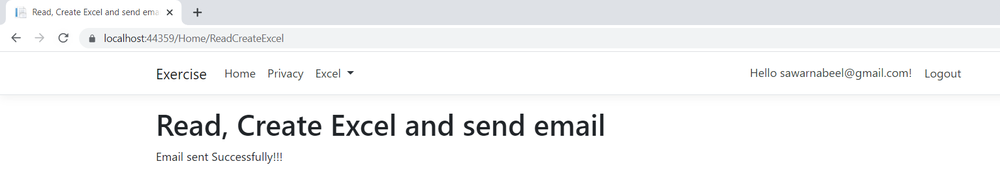 Read, Create Excel and send ema
localhost:44359/Home/ReadCreateExcel
Exercise Home Privacy Excel Hello sawarnabeel@gmail.com! Logout
Read, Create Excel and send email
Email sent Successfully!!!